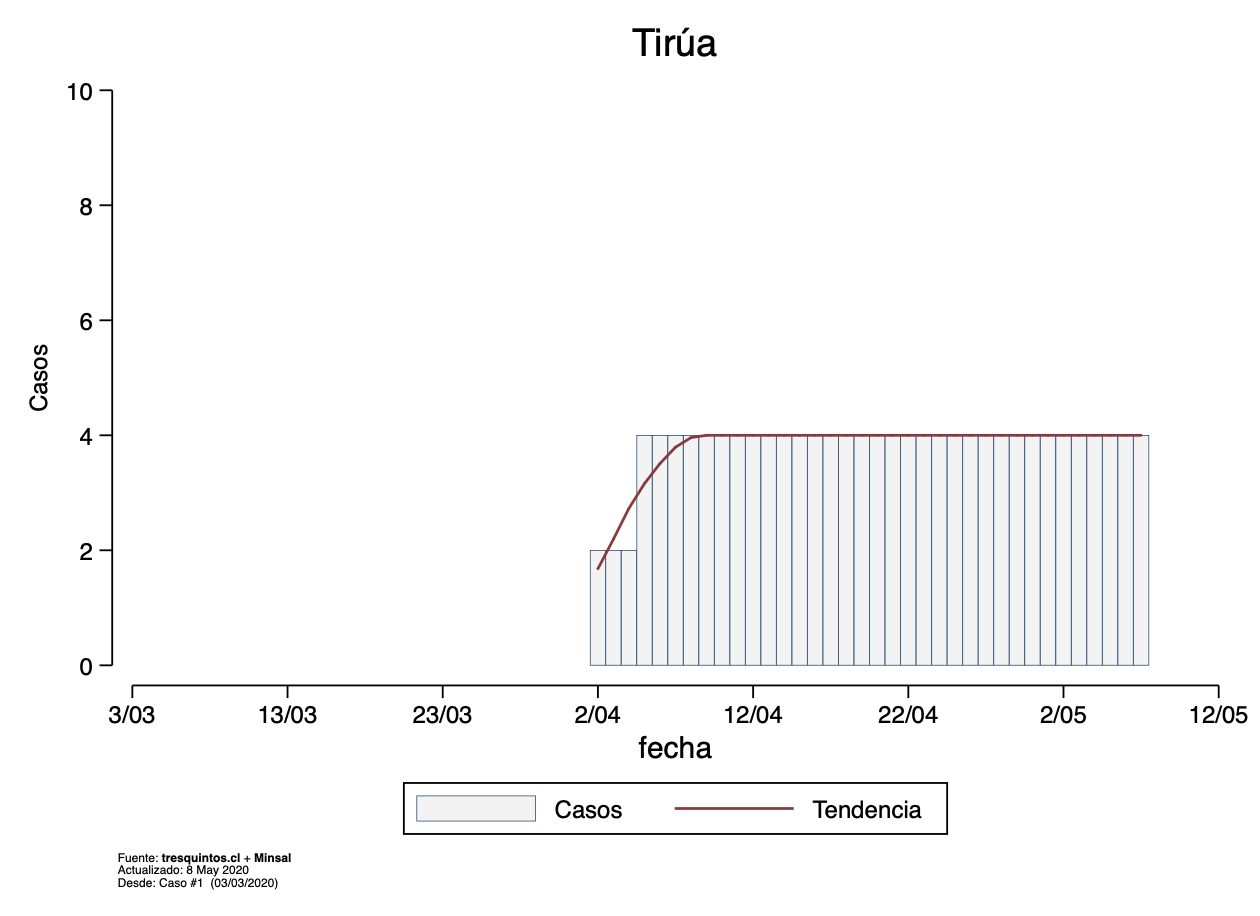 Tirúa
10
8
6
4
2
0
Casos
3/03 13/03 23/03 2/04 12/04 22/04 2/05 12/05
fecha
Casos Tendencia
Fuente: tresquintos.cl + Minsal
Actualizado: 8 May 2020
Desde: Caso #1 (03/03/2020)